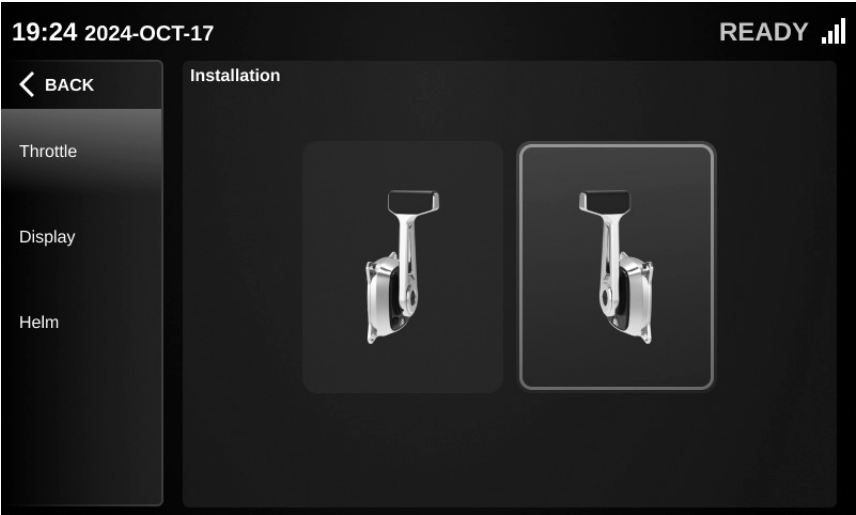 19:24 2024-OCT-17 READY
BACK
Installation
Throttle
Display
Helm